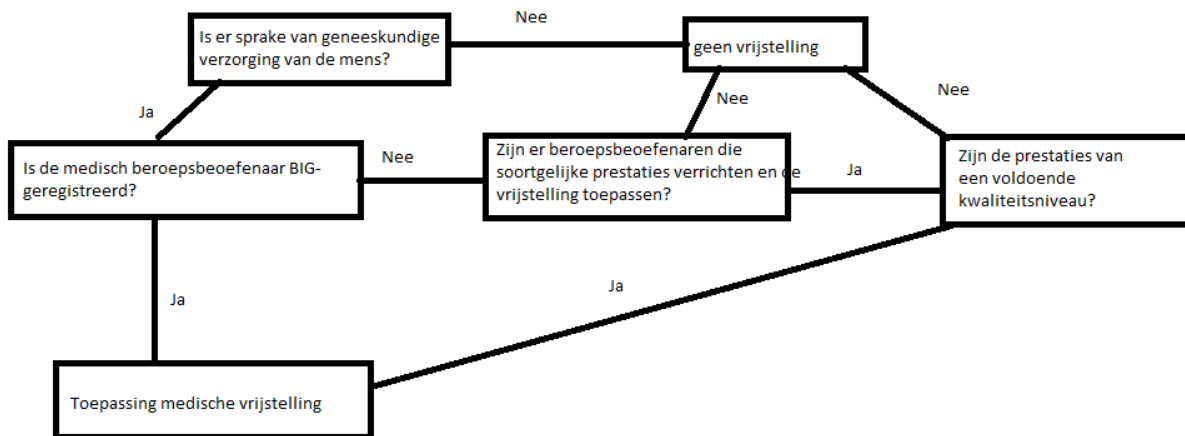 Nee
Is er sprake van geneeskundige
verzorging van de mens?
geen vrijstelling
Nee
Nee
Ja
Is de medisch beroepsbeoefenaar BIG-
geregistreerd?
Nee
Zijn er beroepsbeoefenaren die
soortgelijke prestaties verrichten en de
vrijstelling toepassen?
Ja
Zijn de prestaties van
een voldoende
kwaliteitsniveau?
Ja
Ja
Toepassing medische vrijstelling